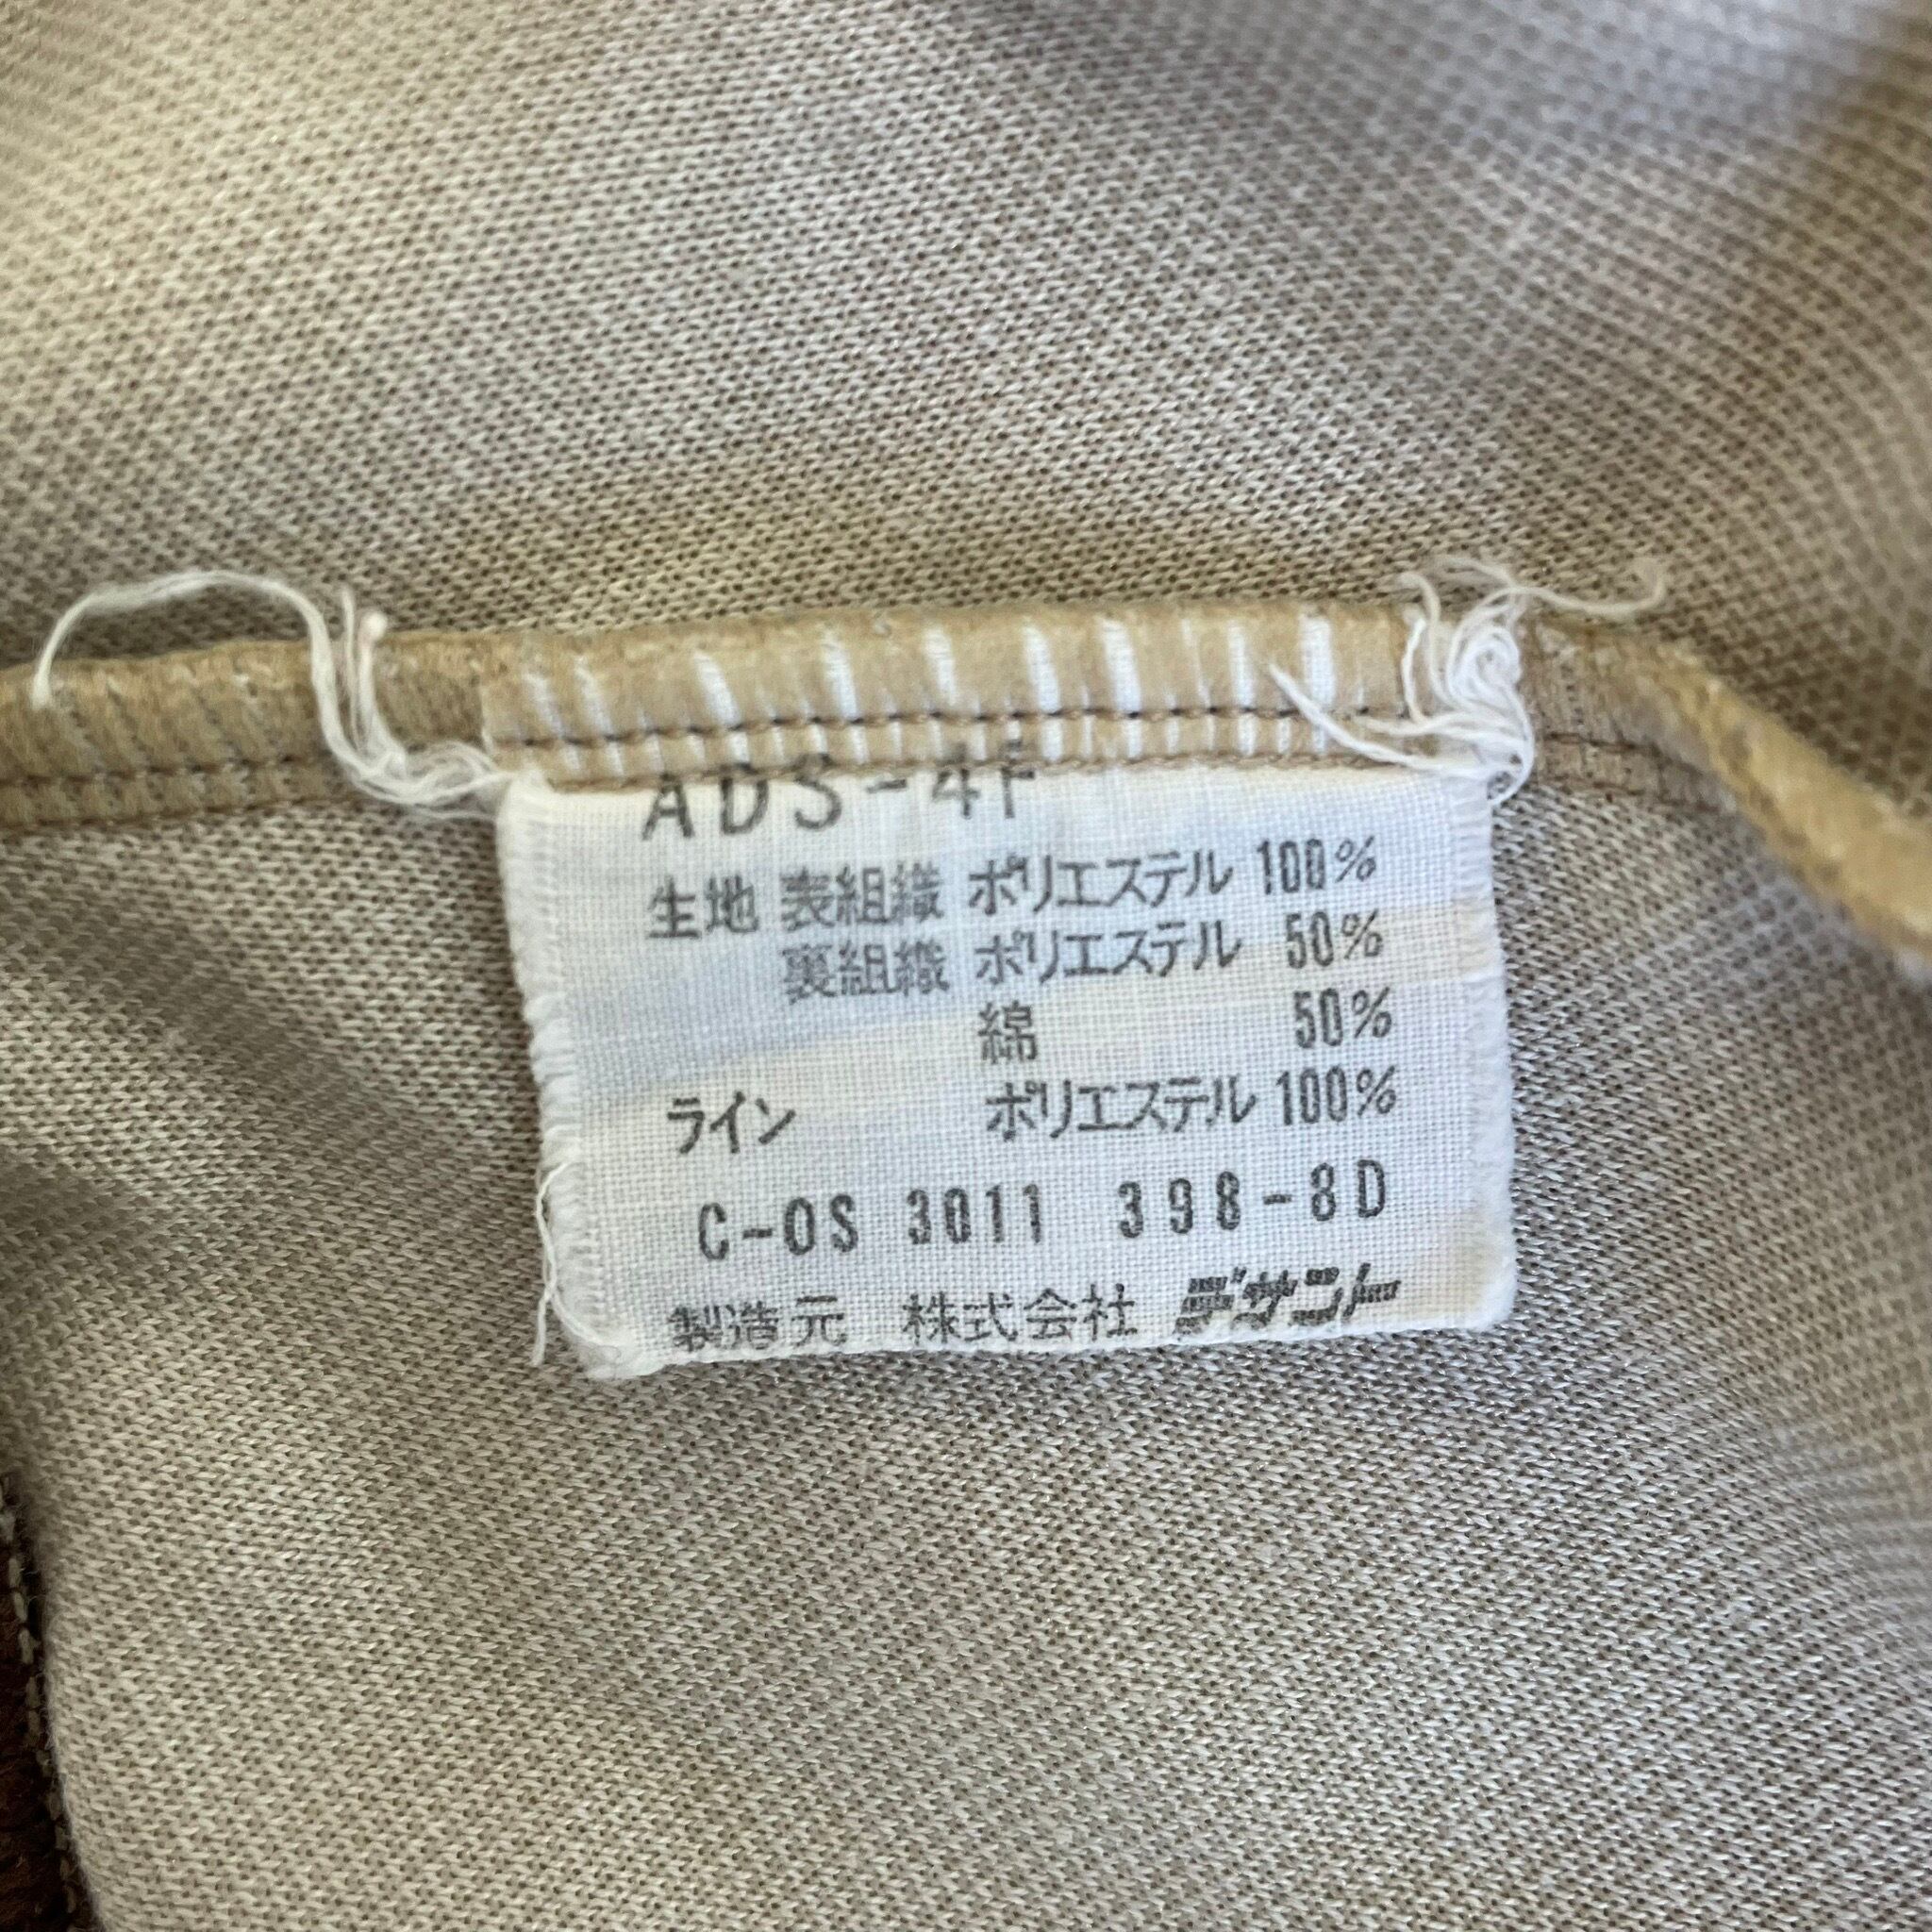 ADS-4F
生地 表組織 ポリエステル 100%
裏組織 ポリエステル 50%
綿 50%
ライン ポリエステル 100%
C-OS 3011 398-8D
製造元 株式会社 デサント